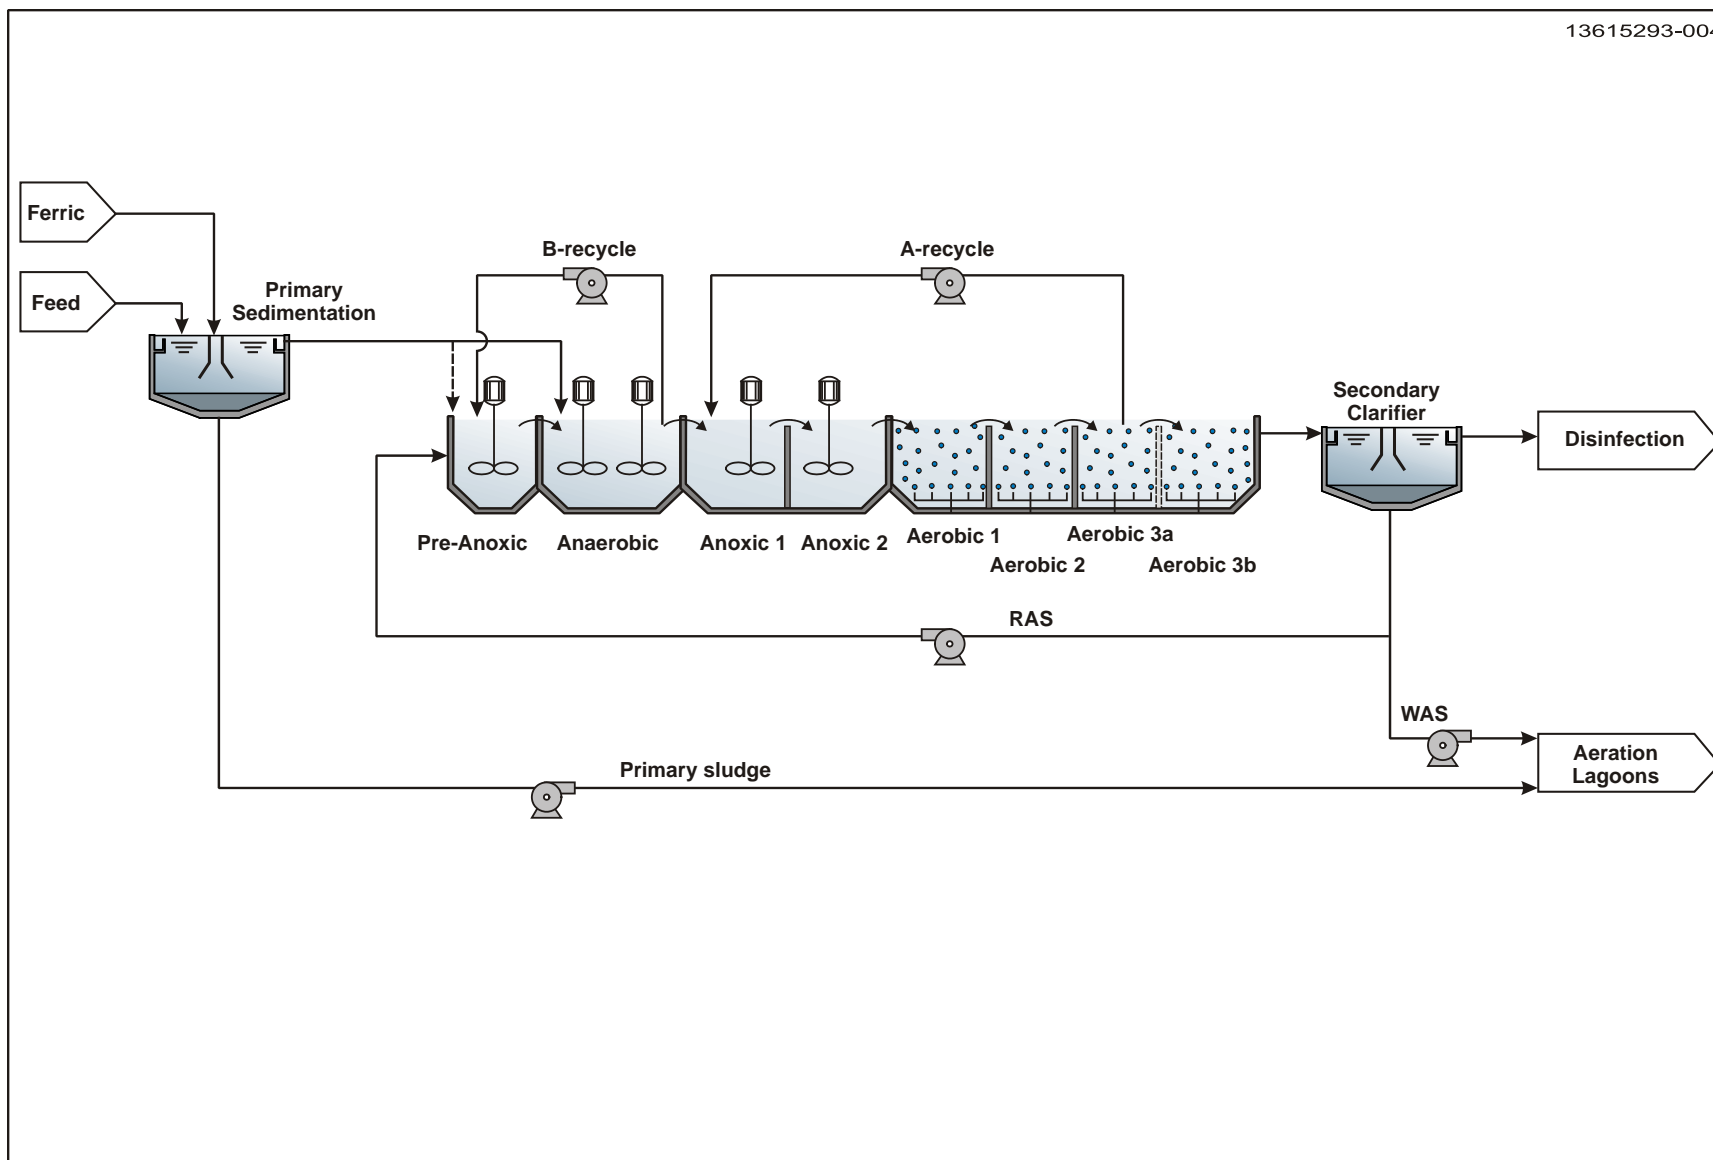 13615293-004
Ferric
B-recycle
A-recycle
Feed
Primary
Sedimentation
Secondary
Clarifier
Disinfection
Pre-Anoxic
Anaerobic
Anoxic 1
Anoxic 2
Aerobic 1
Aerobic 3a
Aerobic 2
Aerobic 3b
RAS
WAS
Primary sludge
Aeration
Lagoons